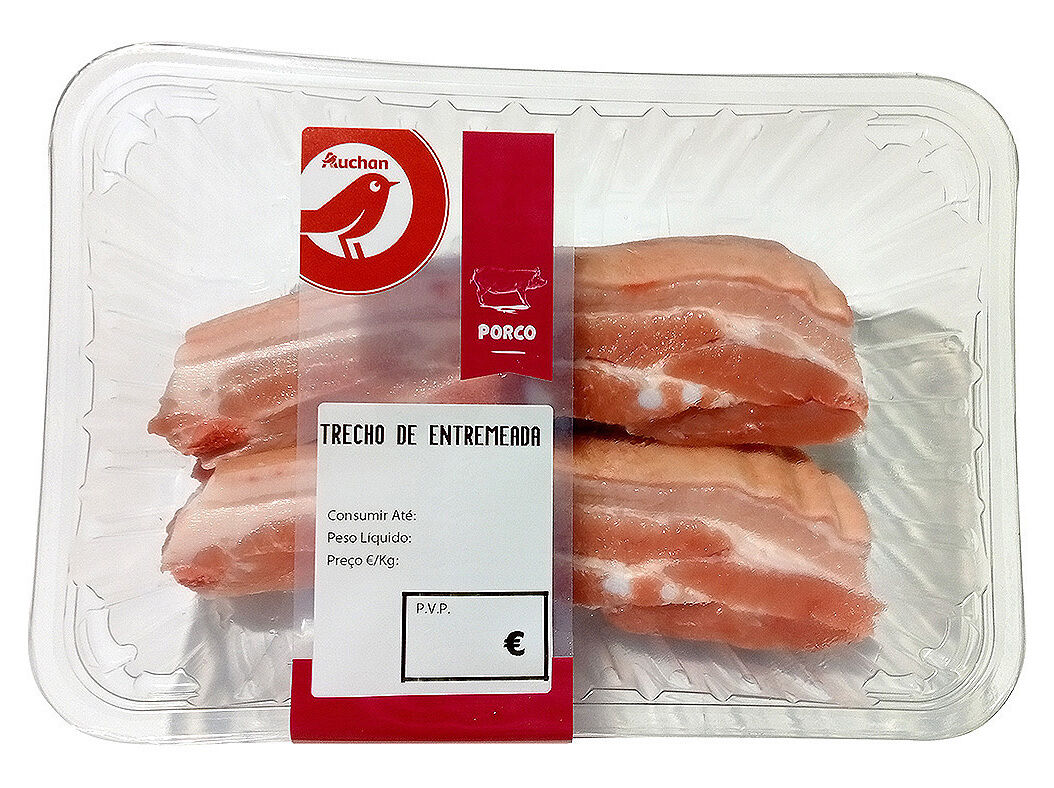 Auchan
PORCO
TRECHO DE ENTREMEADA
Consumir Até:
Peso Líquido:
Preço €/Kg:
P.V.P.
€